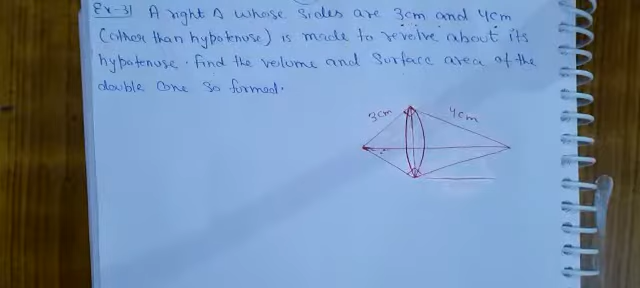 Ex-31 A right Δ whose sides are 3cm and 4cm
(other than hypotenuse) is made to revolve about its
hypotenuse. Find the volume and Surface area of the
double Cone So formed.
3cm 4cm